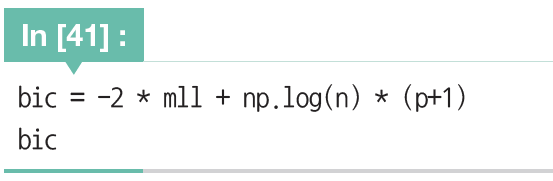 In [41] :
bic = -2 * mll + np.log(n) * (p+1)
bic